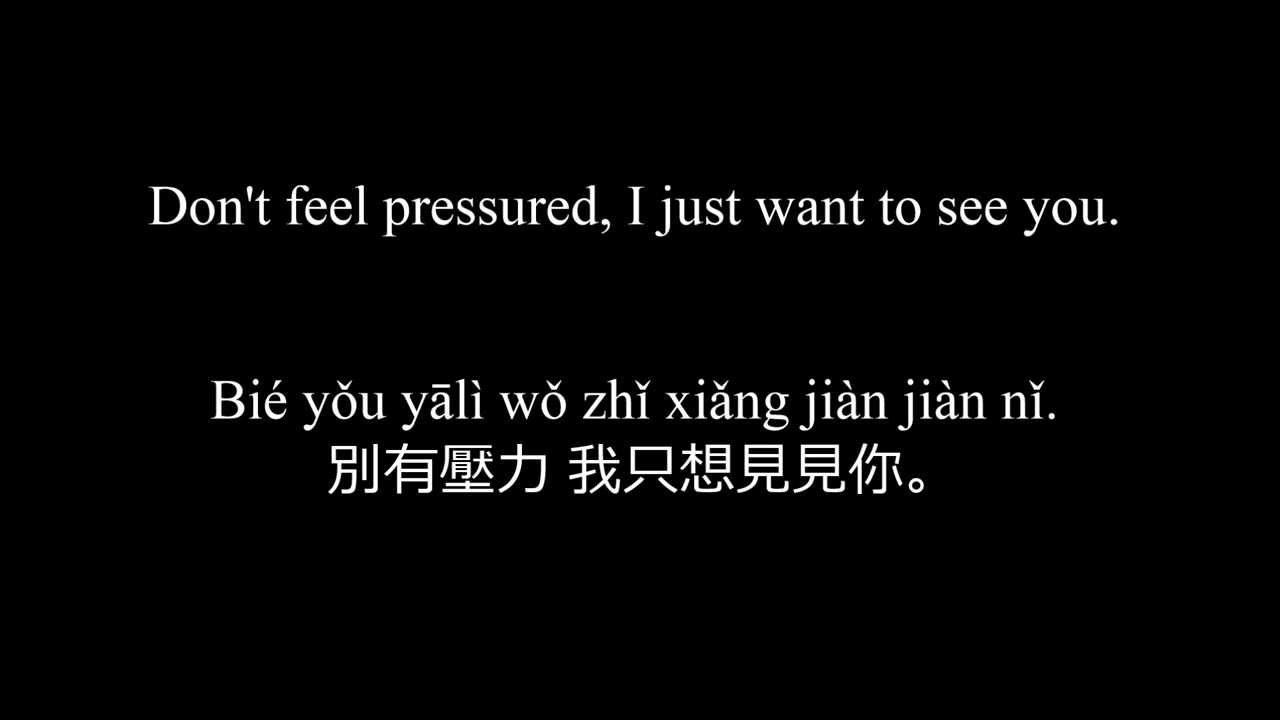 Don't feel pressured, I just want to see you.
Bié yǒu yālì wǒ zhǐ xiǎng jiàn jiàn nǐ.
別有壓力 我只想見見你。